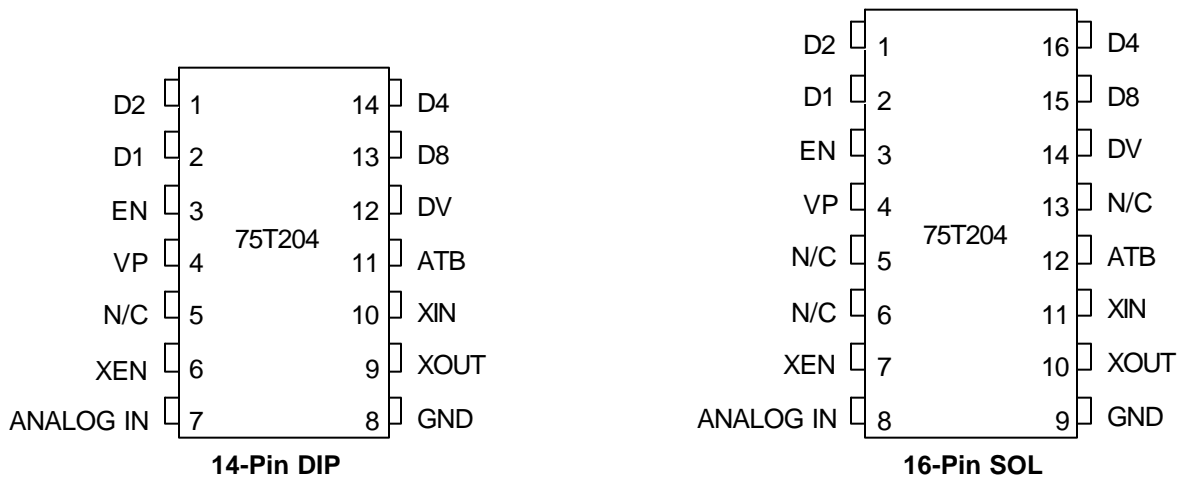 D2 1 14 D4
D1 2 13 D8
EN 3 12 DV
75T204
VP 4 11 ATB
N/C 5 10 XIN
XEN 6 9 XOUT
ANALOG IN 7 8 GND
14-Pin DIP
D2 1 16 D4
D1 2 15 D8
EN 3 14 DV
VP 4 13 N/C
75T204
N/C 5 12 ATB
N/C 6 11 XIN
XEN 7 10 XOUT
ANALOG IN 8 9 GND
16-Pin SOL